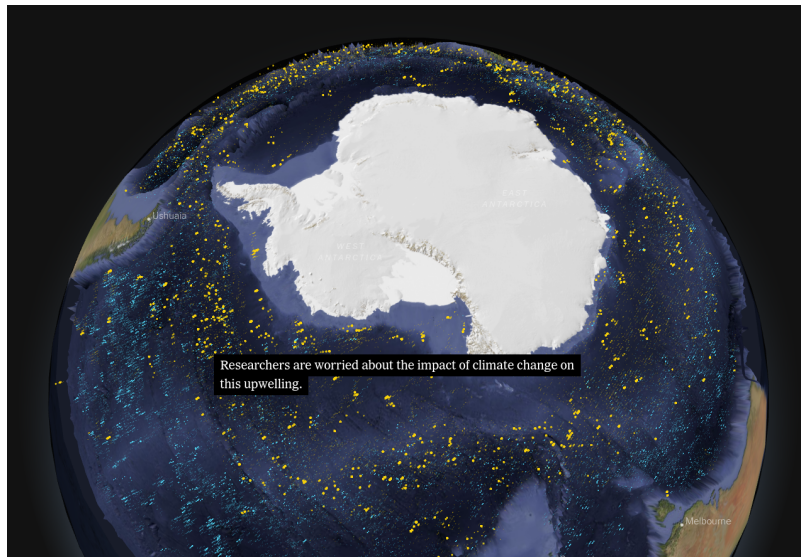 EAST
ANTARCTICA
Ushuaia
WEST
ANTARCTICA
Researchers are worried about the impact of climate change on
this upwelling.
Melbourne